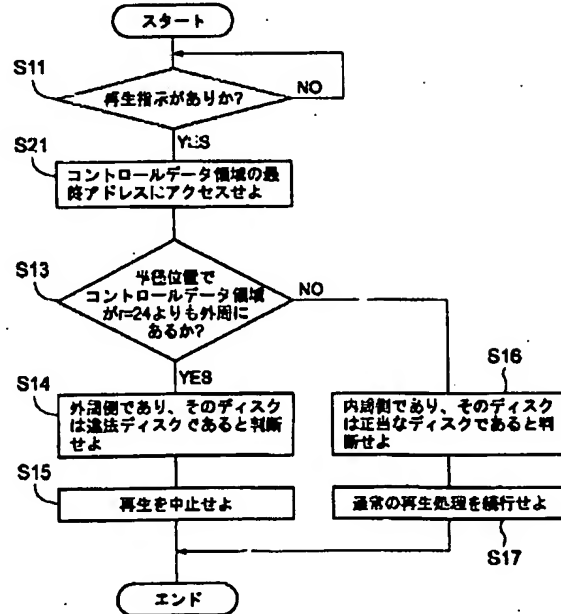 スタート
S11
再生指示がありか?
NO
YES
S21
コントロールデータ領域の最
終アドレスにアクセスせよ
S13
半径位置で
コントロールデータ領域
がr=24よりも外周に
あるか?
NO
YES
S14
外周側であり、そのディスク
は違法ディスクであると判断
せよ
S16
内周側であり、そのディスク
は正当なディスクであると判
断せよ
S15
再生を中止せよ
通常の再生処理を続行せよ
S17
エンド